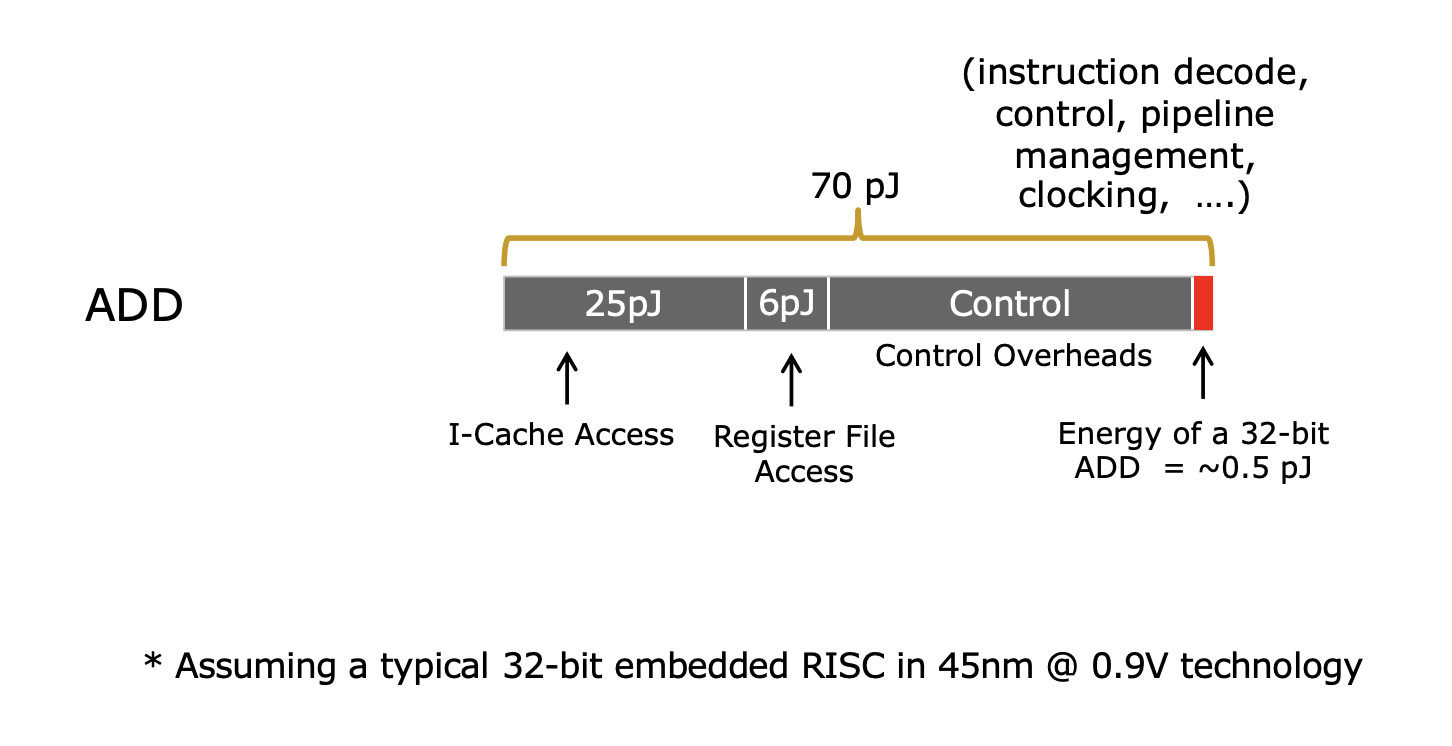 (instruction decode,
control, pipeline
management,
clocking, ….)
70 pJ
ADD
25pJ
6pJ
Control
Control Overheads
I-Cache Access
Register File
Access
Energy of a 32-bit
ADD = ~0.5 pJ
* Assuming a typical 32-bit embedded RISC in 45nm @ 0.9V technology